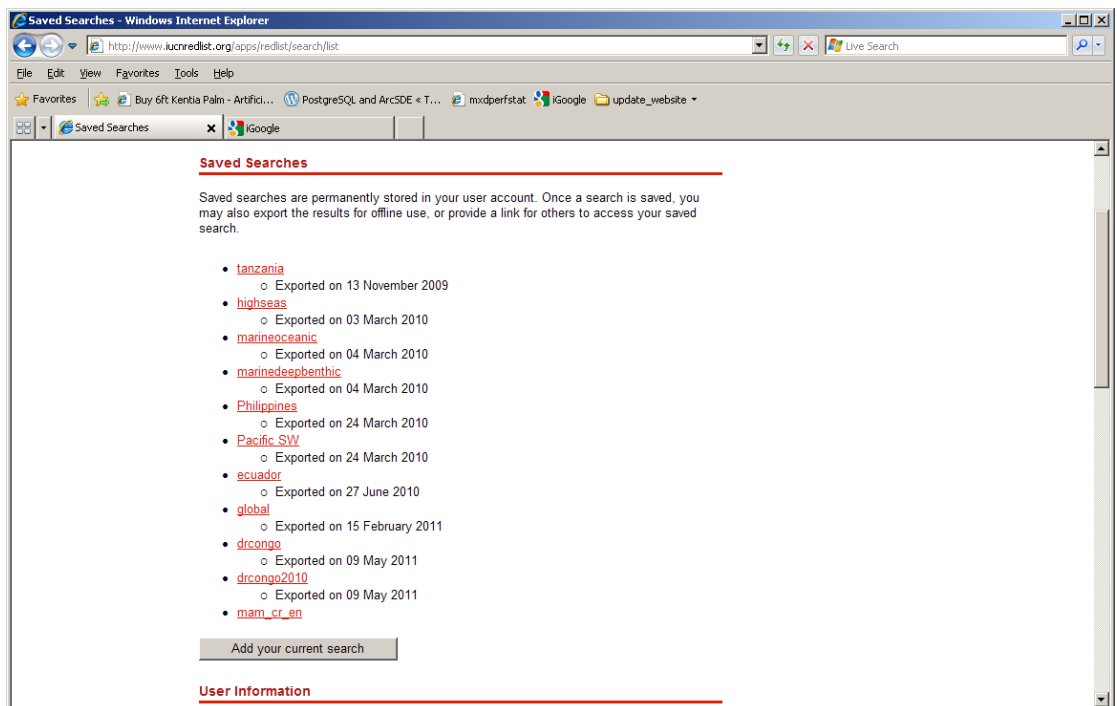 Saved Searches - Windows Internet Explorer
http://www.iucnredlist.org/apps/redlist/search/list
Live Search
File Edit View Favorites Tools Help
Favorites Buy 6ft Kentia Palm - Artifici... PostgreSQL and ArcSDE « T... mxdperfstat iGoogle update_website
Saved Searches iGoogle
Saved Searches
Saved searches are permanently stored in your user account. Once a search is saved, you
may also export the results for offline use, or provide a link for others to access your saved
search.
• tanzania
o Exported on 13 November 2009
• highseas
o Exported on 03 March 2010
• marineoceanic
o Exported on 04 March 2010
• marinedeepbenthic
o Exported on 04 March 2010
• Philippines
o Exported on 24 March 2010
• Pacific SW
o Exported on 24 March 2010
• ecuador
o Exported on 27 June 2010
• global
o Exported on 15 February 2011
• drcongo
o Exported on 09 May 2011
• drcongo2010
o Exported on 09 May 2011
• mam_cr_en
Add your current search
User Information